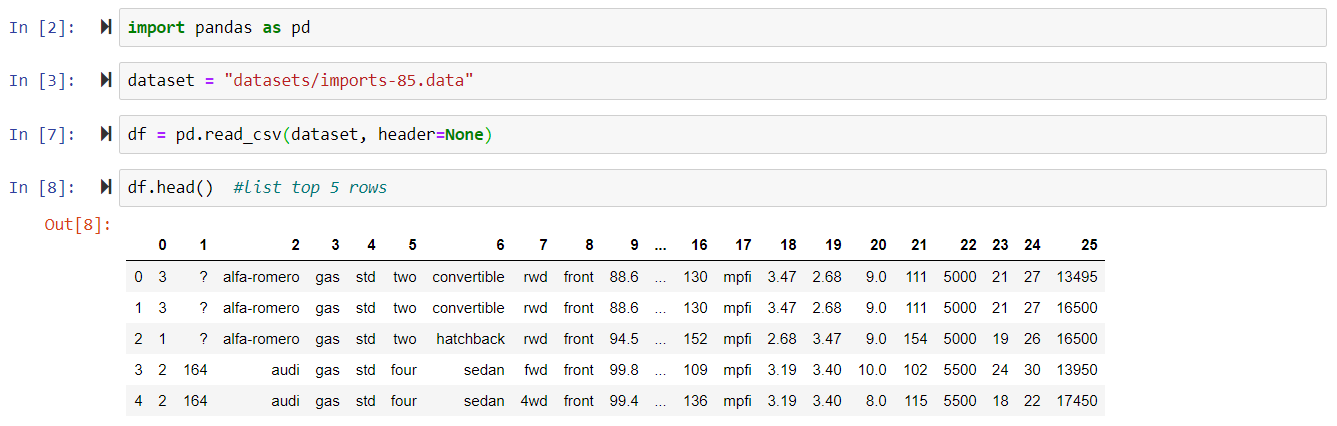 In [2]: import pandas as pd
In [3]: dataset = "datasets/imports-85.data"
In [7]: df = pd.read_csv(dataset, header=None)
In [8]: df.head()  #list top 5 rows
Out[8]:
0 1 2 3 4 5 6 7 8 9 ... 16 17 18 19 20 21 22 23 24 25
0 3 ? alfa-romero gas std two convertible rwd front 88.6 ... 130 mpfi 3.47 2.68 9.0 111 5000 21 27 13495
1 3 ? alfa-romero gas std two convertible rwd front 88.6 ... 130 mpfi 3.47 2.68 9.0 111 5000 21 27 16500
2 1 ? alfa-romero gas std two hatchback rwd front 94.5 ... 152 mpfi 2.68 3.47 9.0 154 5000 19 26 16500
3 2 164 audi gas std four sedan fwd front 99.8 ... 109 mpfi 3.19 3.40 10.0 102 5500 24 30 13950
4 2 164 audi gas std four sedan 4wd front 99.4 ... 136 mpfi 3.19 3.40 8.0 115 5500 18 22 17450